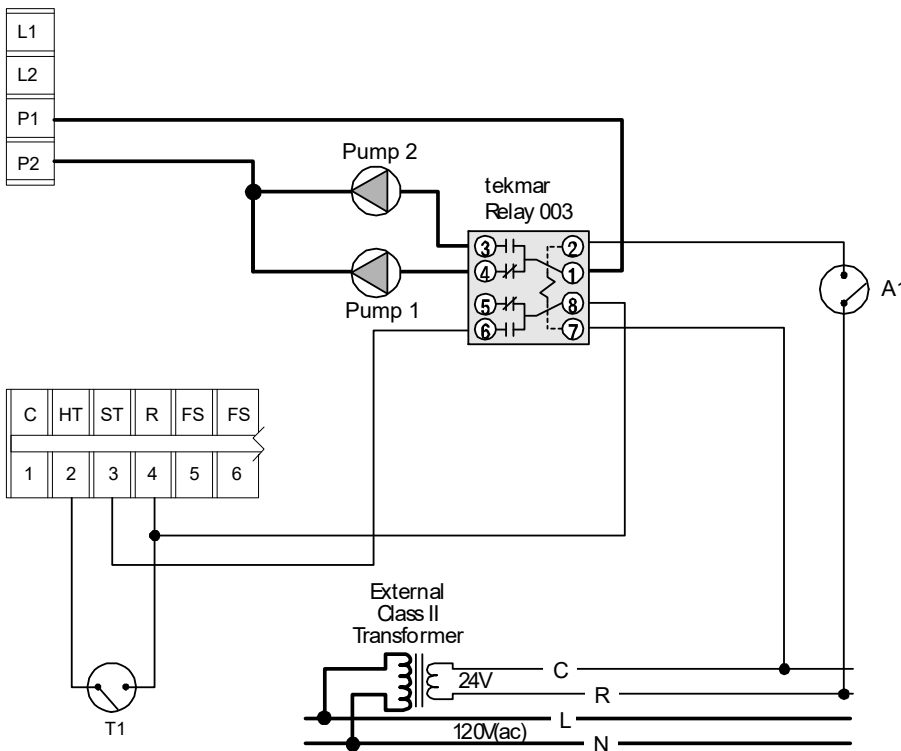 L1
L2
P1
P2
Pump 2
tekmar
Relay 003
3
2
4
1
5
8
6
7
Pump 1
A1
C HT ST R FS FS
1 2 3 4 5 6
T1
External
Class II
Transformer
24V
C
R
L
120V(ac)
N